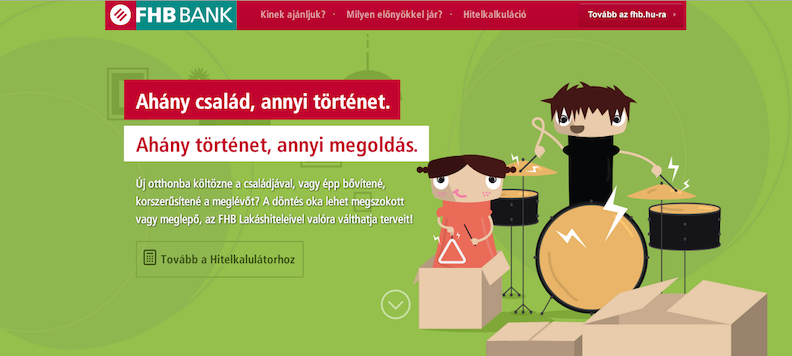 FHB BANK
Kinek ajánljuk? · Milyen előnyökkel jár? · Hitelkalkuláció
Tovább az fhb.hu-ra
Ahány család, annyi történet.
Ahány történet, annyi megoldás.
Új otthonba költözne a családjával, vagy épp bővítené,
korszerűsítené a meglévőt? A döntés oka lehet megszokott
vagy meglepő, az FHB Lakáshiteleivel valóra válthatja terveit!
Tovább a Hitelkalulátorhoz